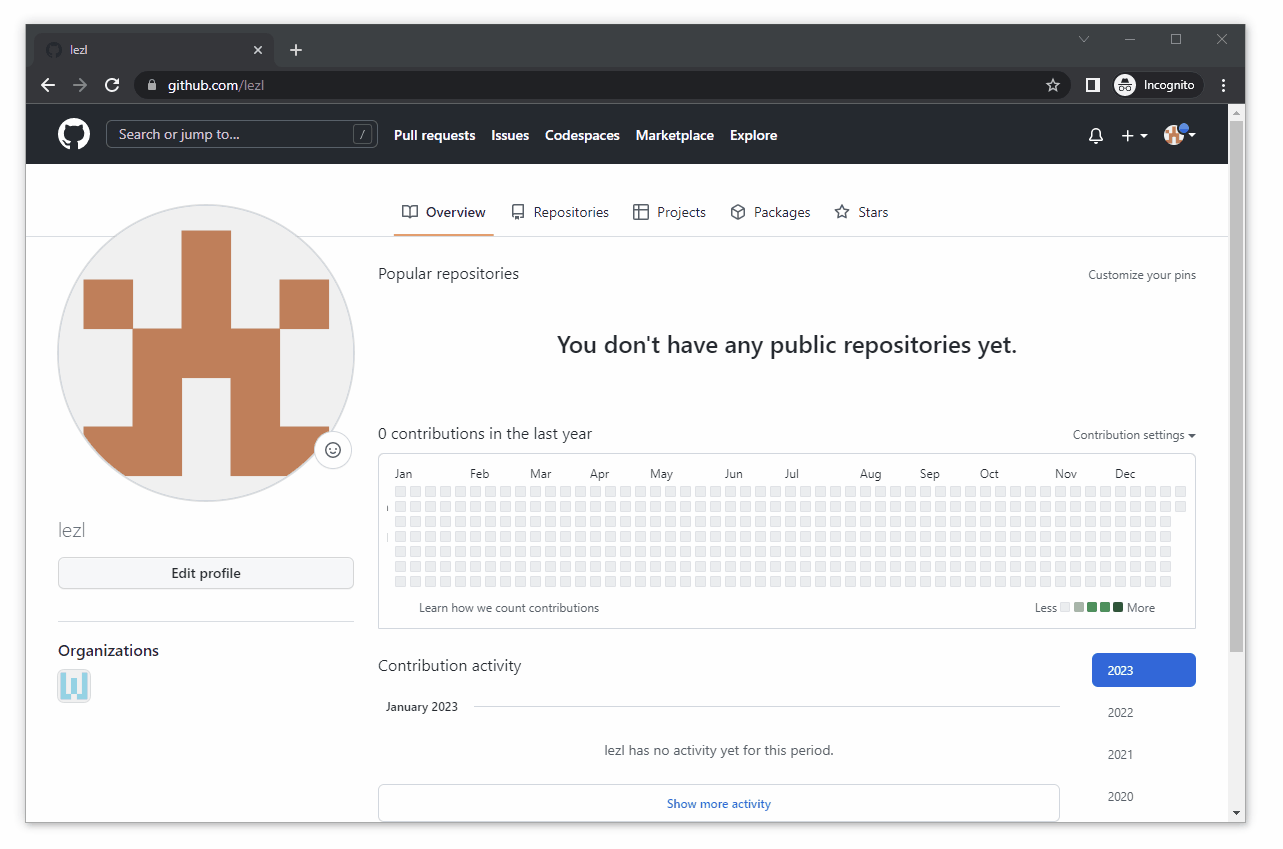 lezl
github.com/lezl
Incognito
Search or jump to... /
Pull requests Issues Codespaces Marketplace Explore
Overview Repositories Projects Packages Stars
Popular repositories Customize your pins
You don't have any public repositories yet.
0 contributions in the last year Contribution settings
Jan Feb Mar Apr May Jun Jul Aug Sep Oct Nov Dec
Learn how we count contributions Less More
lezl
Edit profile
Organizations
Contribution activity
January 2023
lezl has no activity yet for this period.
Show more activity
2023
2022
2021
2020